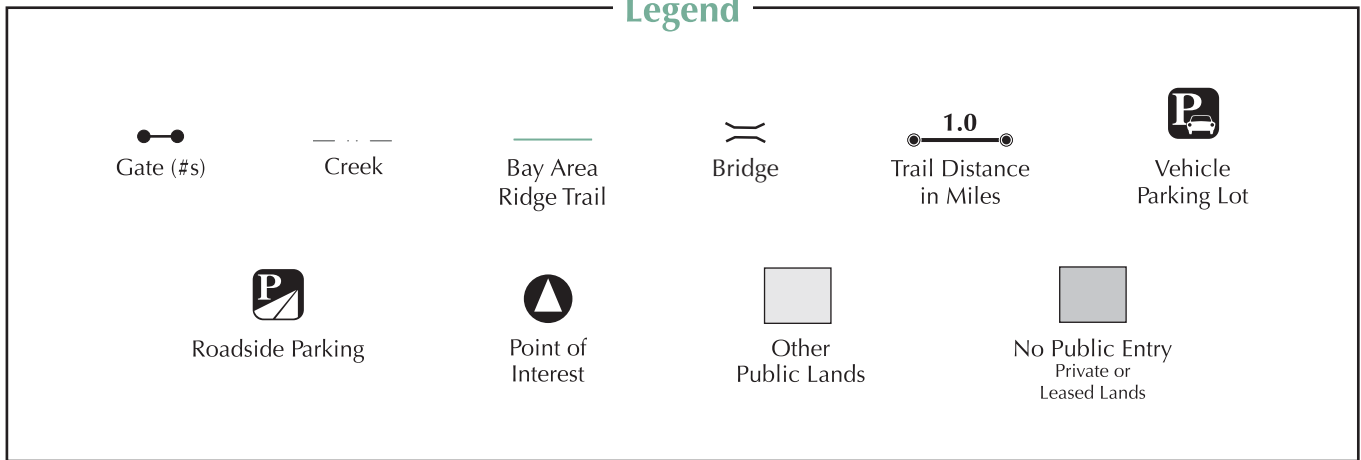 Legend
Gate (#s)
Creek
Bay Area
Ridge Trail
Bridge
1.0
Trail Distance
in Miles
P
Vehicle
Parking Lot
P
Roadside Parking
Point of
Interest
Other
Public Lands
No Public Entry
Private or
Leased Lands